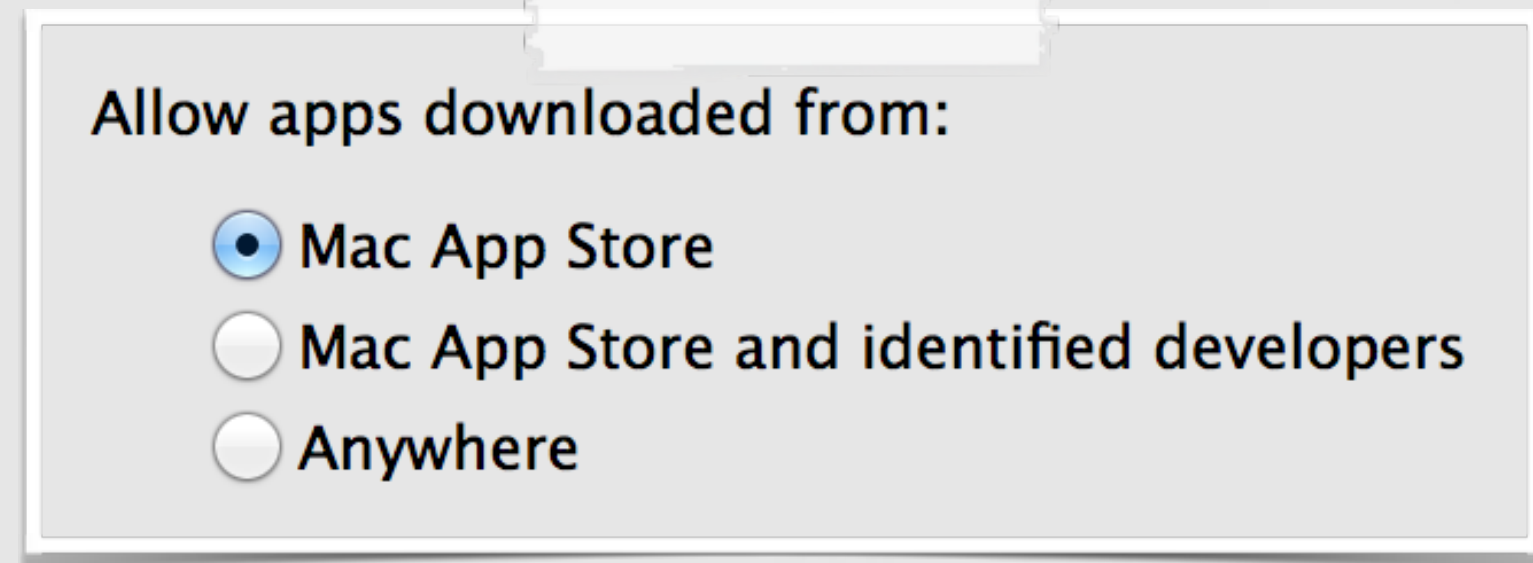 Allow apps downloaded from:
Mac App Store
Mac App Store and identified developers
Anywhere